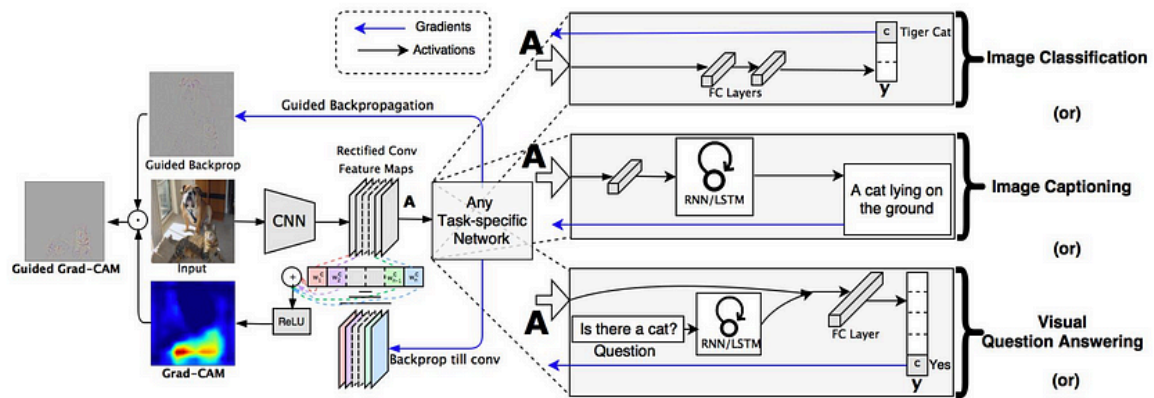 Gradients
Activations
Guided Backpropagation
Guided Backprop
Rectified Conv
Feature Maps
A
Input
CNN
Any
Task-specific
Network
Guided Grad-CAM
+
ReLU
Grad-CAM
Backprop till conv
A
FC Layers
c
Tiger Cat
y
Image Classification
(or)
A
RNN/LSTM
A cat lying on
the ground
Image Captioning
(or)
A
Is there a cat?
Question
RNN/LSTM
FC Layer
c
Yes
y
Visual
Question Answering
(or)